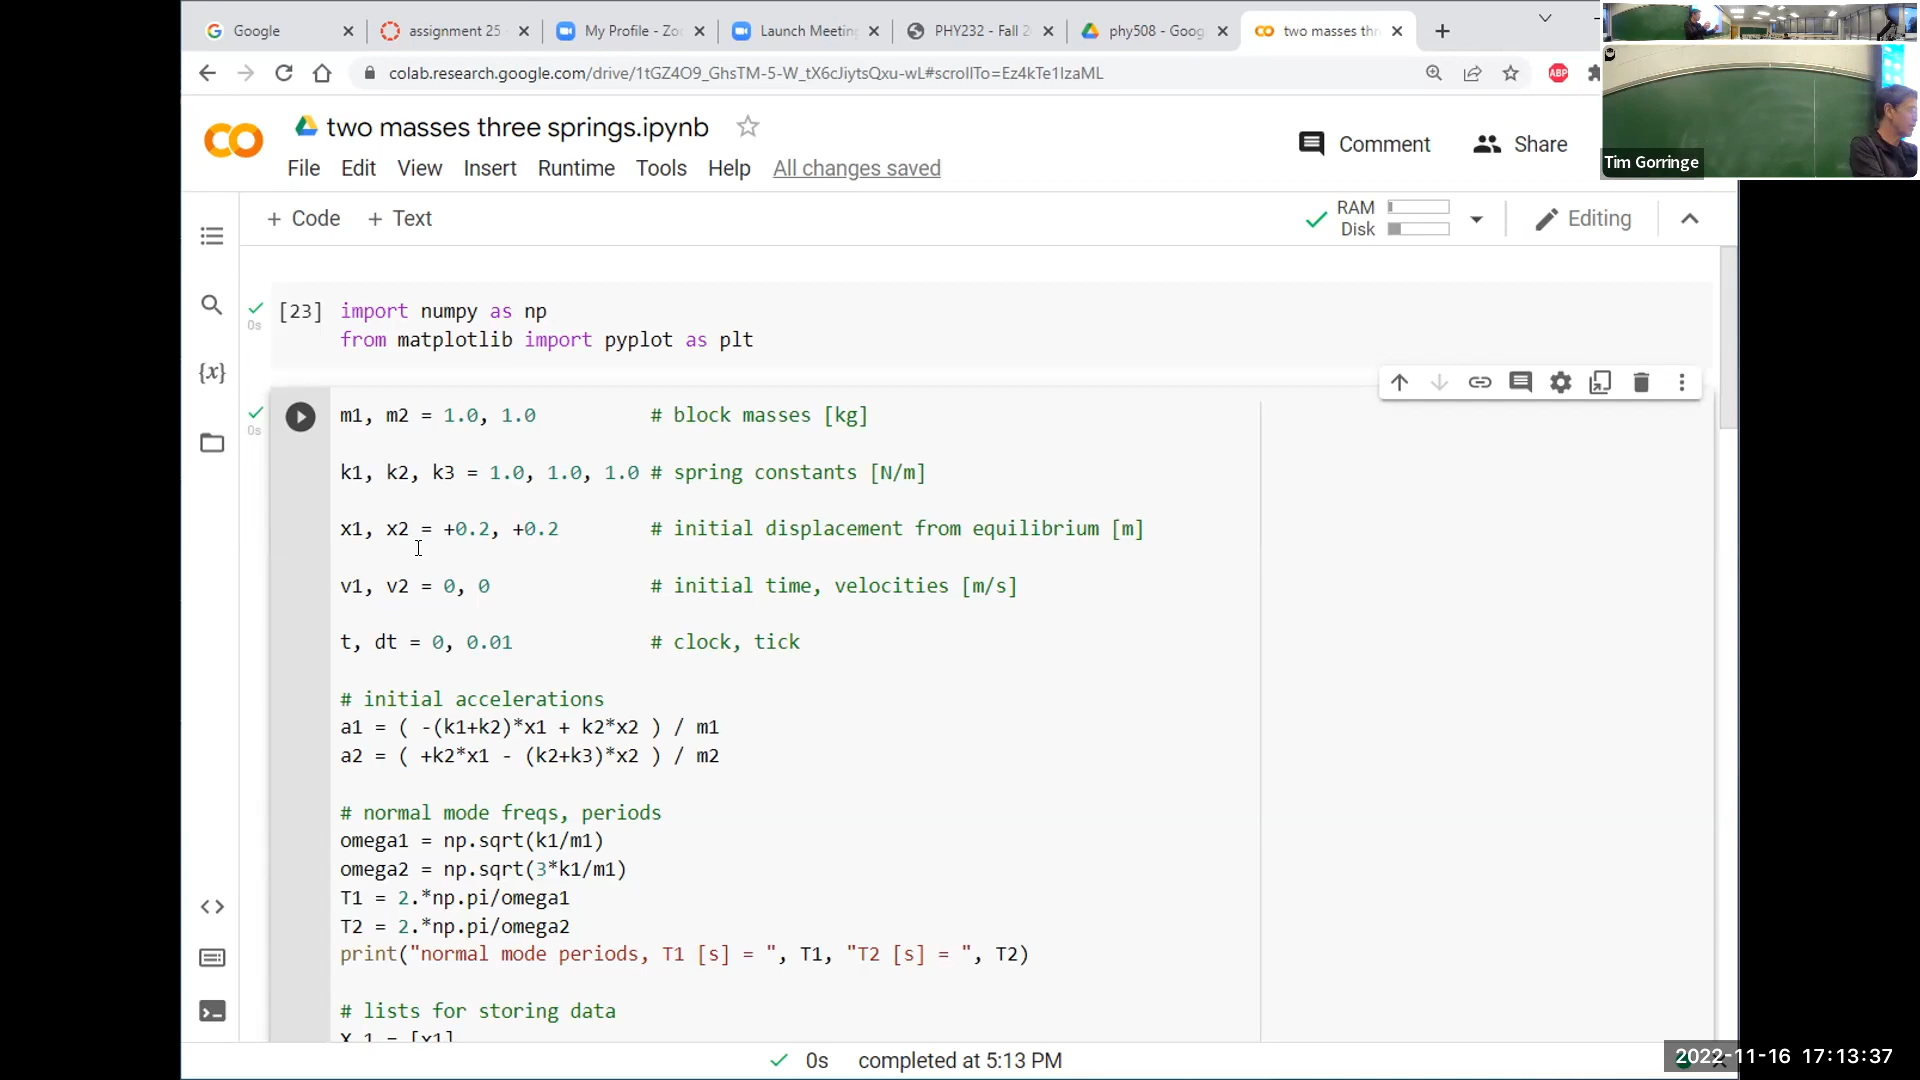 Google
assignment 25
My Profile - Zoo
Launch Meeting
PHY232 - Fall 2
phy508 - Goog
two masses thr
colab.research.google.com/drive/1tGZ4O9_GhsTM-5-W_tX6cJiytsQxu-wL#scrollTo=Ez4kTe1IzaML
ABP
Tim Gorringe
two masses three springs.ipynb
File Edit View Insert Runtime Tools Help All changes saved
Comment
Share
+ Code + Text
RAM
Disk
Editing
0s
[23] import numpy as np
from matplotlib import pyplot as plt
{x}
0s
m1, m2 = 1.0, 1.0 # block masses [kg]
k1, k2, k3 = 1.0, 1.0, 1.0 # spring constants [N/m]
x1, x2 = +0.2, +0.2 # initial displacement from equilibrium [m]
v1, v2 = 0, 0 # initial time, velocities [m/s]
t, dt = 0, 0.01 # clock, tick
# initial accelerations
a1 = ( -(k1+k2)*x1 + k2*x2 ) / m1
a2 = ( +k2*x1 - (k2+k3)*x2 ) / m2
# normal mode freqs, periods
omega1 = np.sqrt(k1/m1)
omega2 = np.sqrt(3*k1/m1)
T1 = 2.*np.pi/omega1
T2 = 2.*np.pi/omega2
print("normal mode periods, T1 [s] = ", T1, "T2 [s] = ", T2)
# lists for storing data
X_1 = [x1]
0s completed at 5:13 PM
2022-11-16 17:13:37